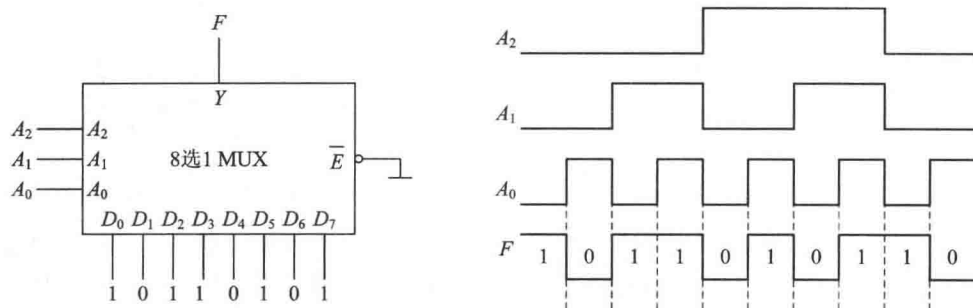 F
Y
A₂ A₂
A₁ A₁ 8选1 MUX E̅
A₀ A₀
D₀ D₁ D₂ D₃ D₄ D₅ D₆ D₇
1 0 1 1 0 1 0 1
A₂
A₁
A₀
F 1 0 1 1 0 1 0 1 1 0